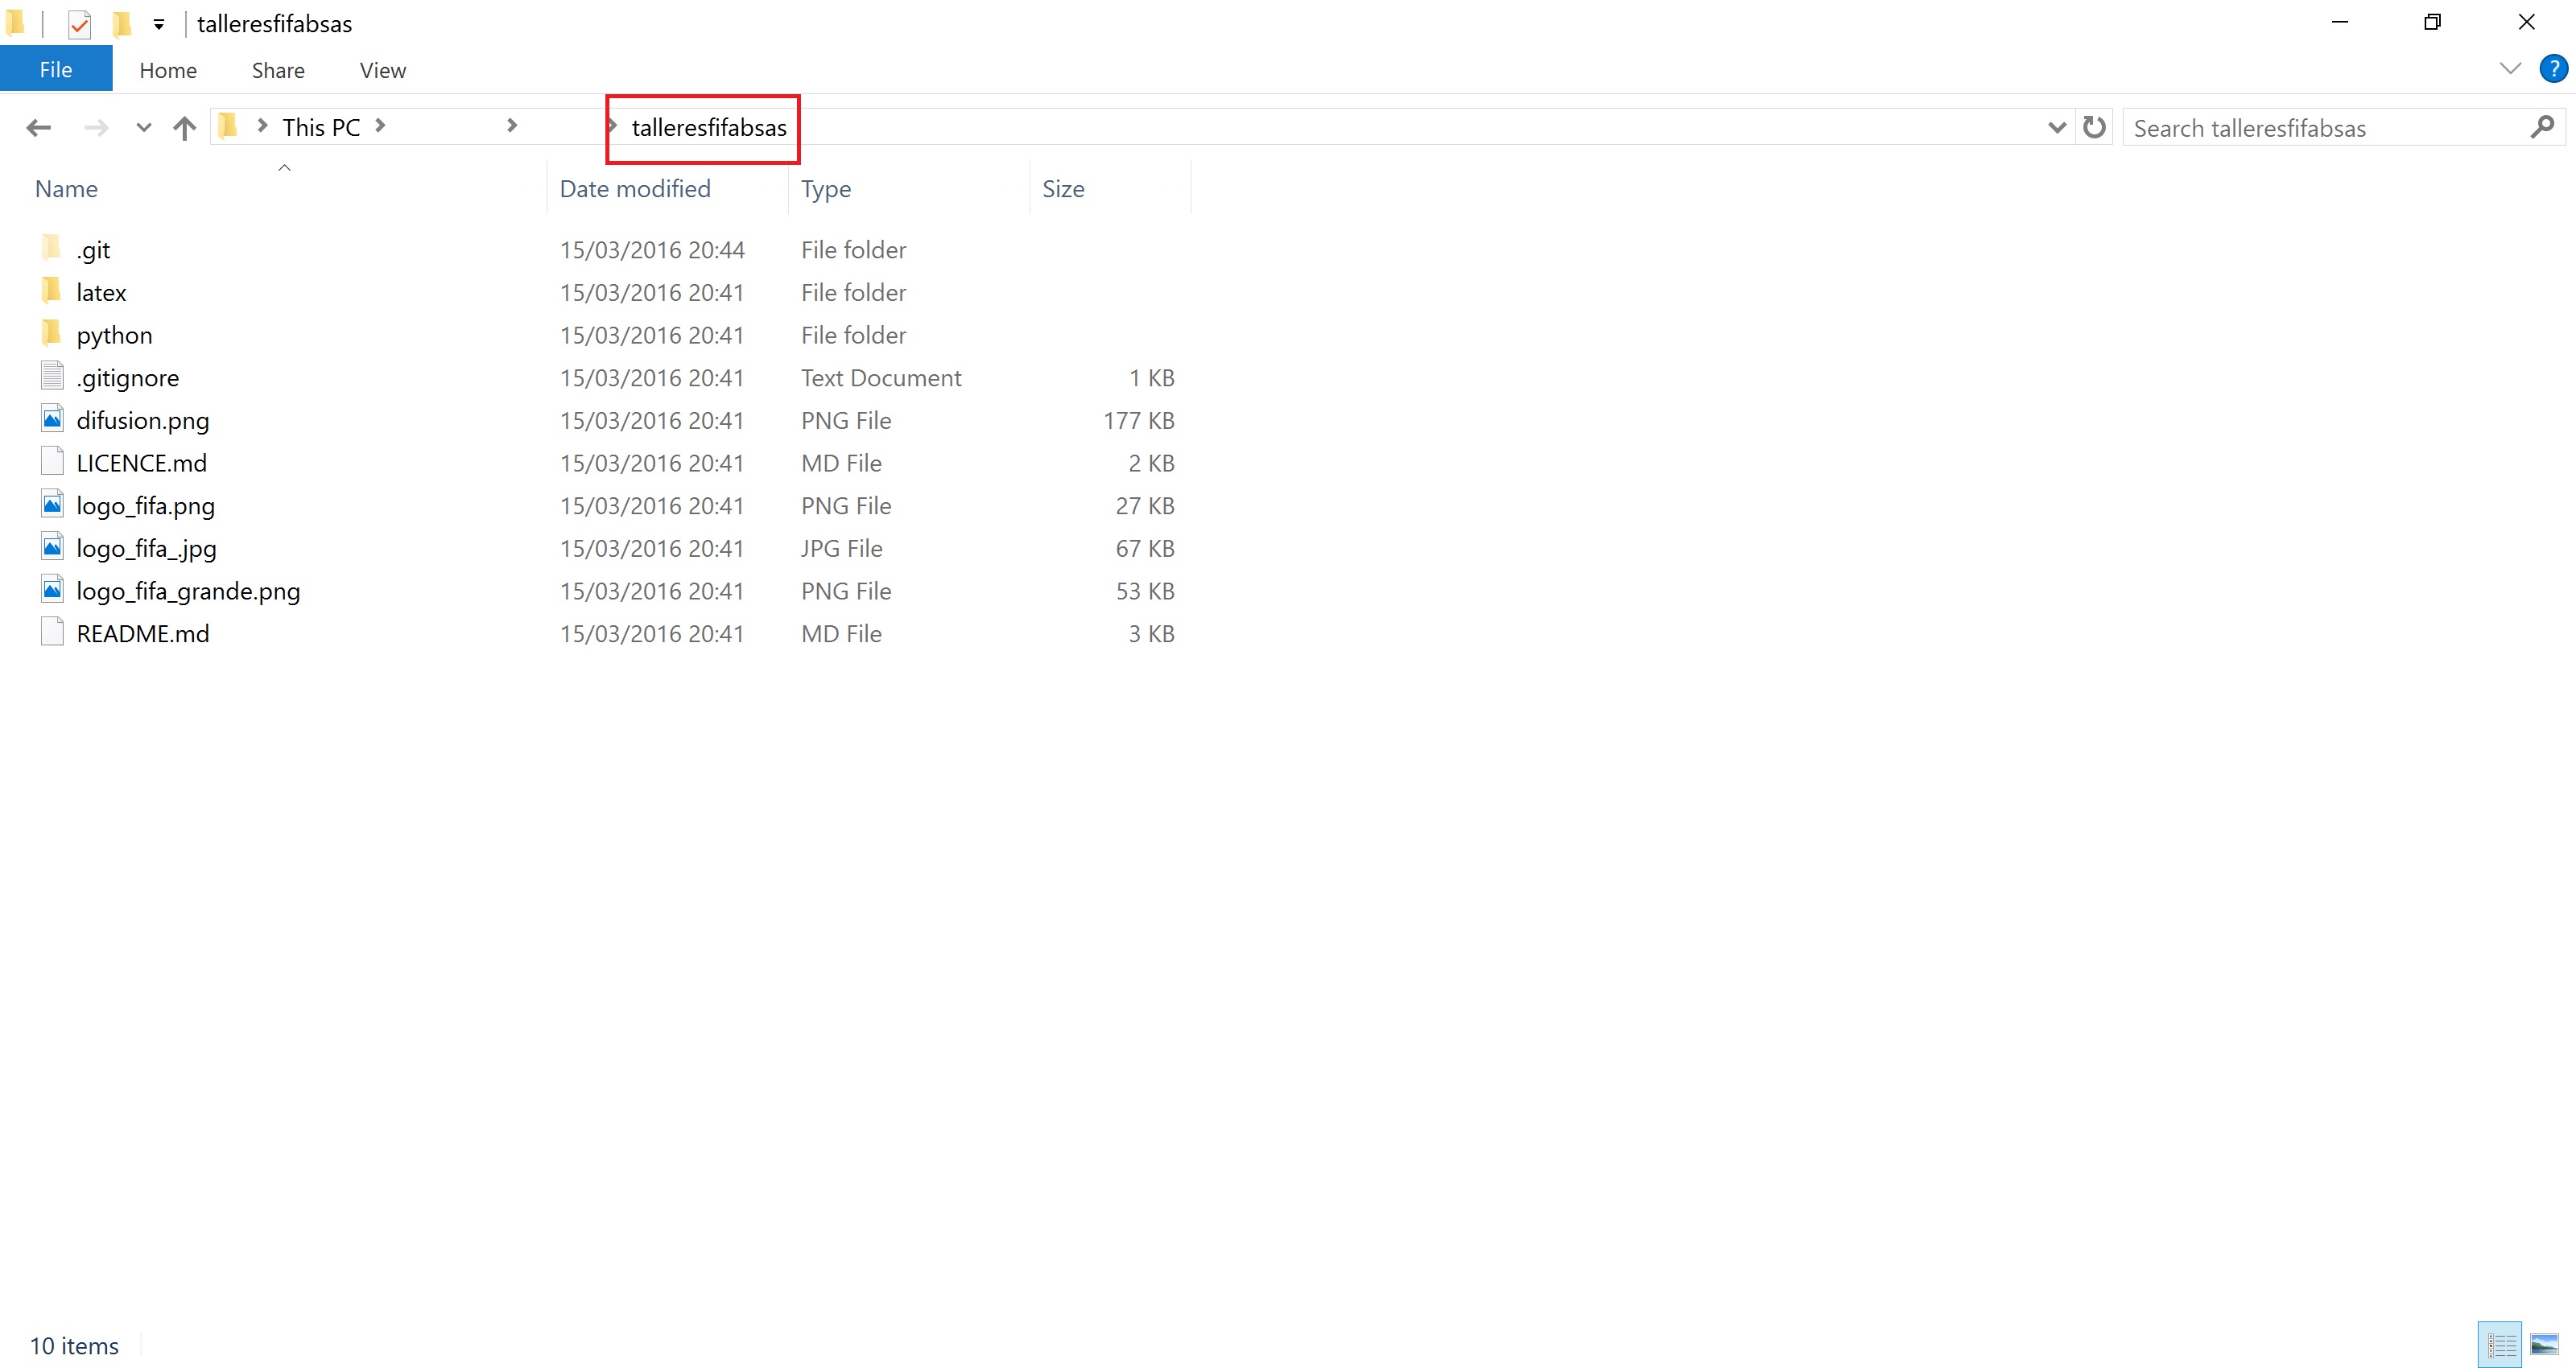 talleresfifabsas
File Home Share View
This PC talleresfifabsas Search talleresfifabsas
Name Date modified Type Size
.git 15/03/2016 20:44 File folder
latex 15/03/2016 20:41 File folder
python 15/03/2016 20:41 File folder
.gitignore 15/03/2016 20:41 Text Document 1 KB
difusion.png 15/03/2016 20:41 PNG File 177 KB
LICENCE.md 15/03/2016 20:41 MD File 2 KB
logo_fifa.png 15/03/2016 20:41 PNG File 27 KB
logo_fifa_.jpg 15/03/2016 20:41 JPG File 67 KB
logo_fifa_grande.png 15/03/2016 20:41 PNG File 53 KB
README.md 15/03/2016 20:41 MD File 3 KB
10 items